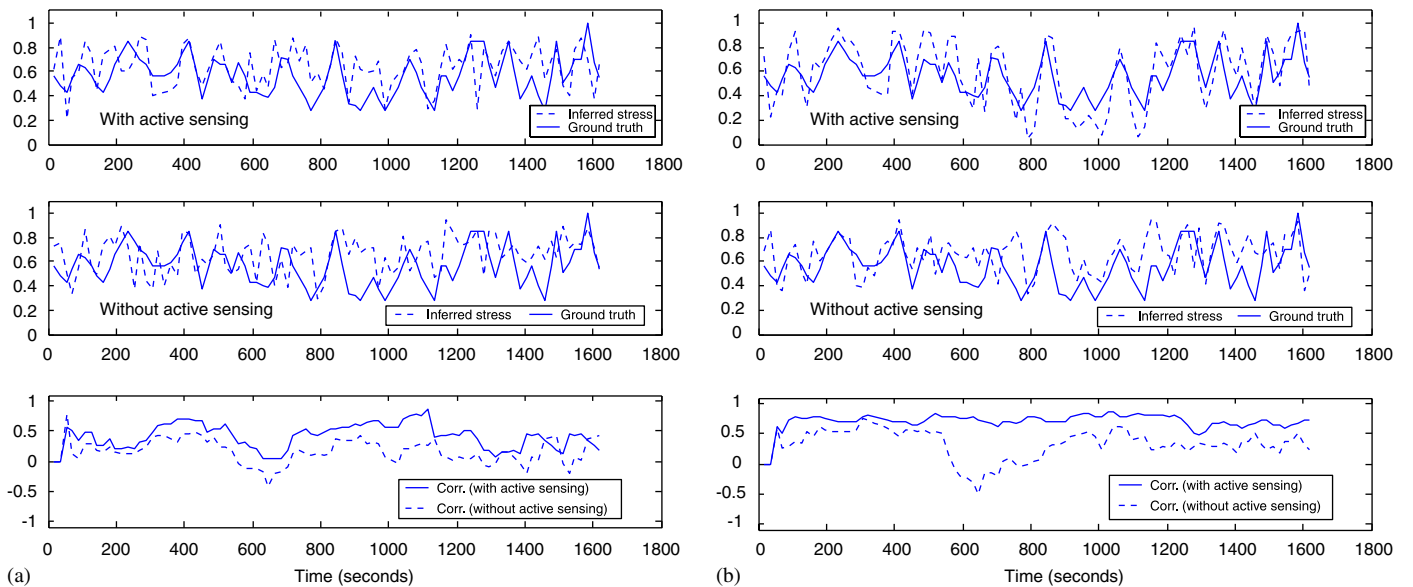 1
0.8
0.6
0.4
0.2
0
With active sensing
Inferred stress
Ground truth
0 200 400 600 800 1000 1200 1400 1600 1800
1
0.8
0.6
0.4
0.2
0
Without active sensing
Inferred stress Ground truth
0 200 400 600 800 1000 1200 1400 1600 1800
1
0.5
0
-0.5
-1
Corr. (with active sensing)
Corr. (without active sensing)
0 200 400 600 800 1000 1200 1400 1600 1800
(a) Time (seconds)
1
0.8
0.6
0.4
0.2
0
With active sensing
Inferred stress
Ground truth
0 200 400 600 800 1000 1200 1400 1600 1800
1
0.8
0.6
0.4
0.2
0
Without active sensing
Inferred stress Ground truth
0 200 400 600 800 1000 1200 1400 1600 1800
1
0.5
0
-0.5
-1
Corr. (with active sensing)
Corr. (without active sensing)
0 200 400 600 800 1000 1200 1400 1600 1800
(b) Time (seconds)